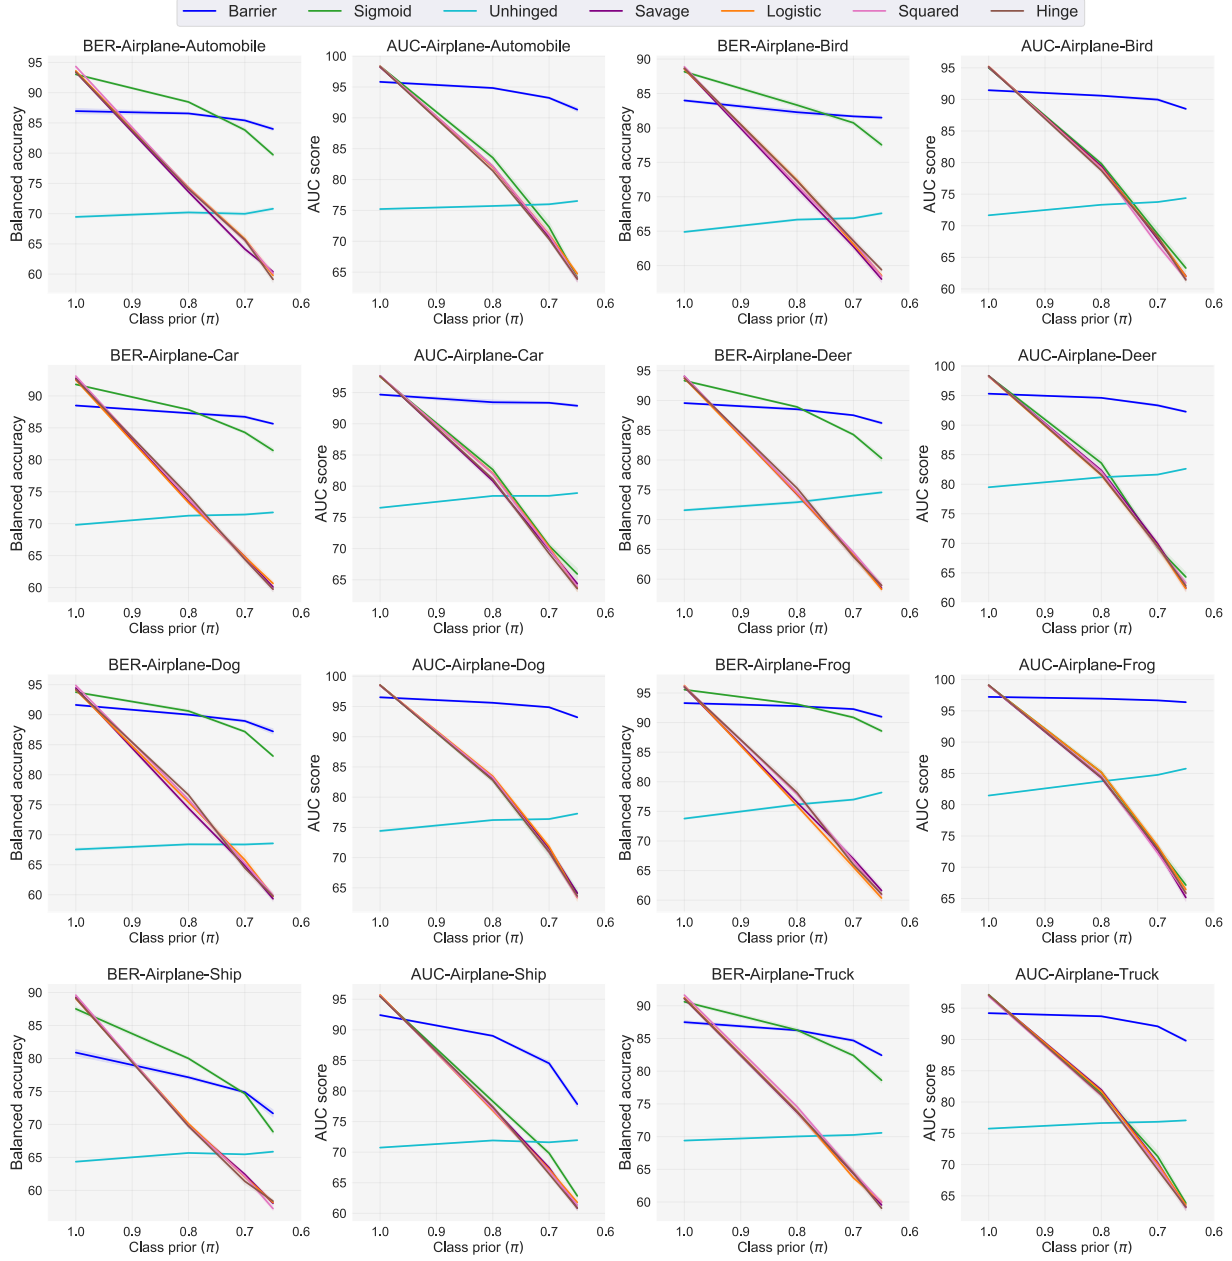 Barrier Sigmoid Unhinged Savage Logistic Squared Hinge
BER-Airplane-Automobile
Balanced accuracy
95
90
85
80
75
70
65
60
1.0 0.9 0.8 0.7 0.6
Class prior (π)
AUC-Airplane-Automobile
AUC score
100
95
90
85
80
75
70
65
1.0 0.9 0.8 0.7 0.6
Class prior (π)
BER-Airplane-Bird
Balanced accuracy
90
85
80
75
70
65
60
1.0 0.9 0.8 0.7 0.6
Class prior (π)
AUC-Airplane-Bird
AUC score
95
90
85
80
75
70
65
60
1.0 0.9 0.8 0.7 0.6
Class prior (π)
BER-Airplane-Car
Balanced accuracy
90
85
80
75
70
65
60
1.0 0.9 0.8 0.7 0.6
Class prior (π)
AUC-Airplane-Car
AUC score
95
90
85
80
75
70
65
1.0 0.9 0.8 0.7 0.6
Class prior (π)
BER-Airplane-Deer
Balanced accuracy
95
90
85
80
75
70
65
60
1.0 0.9 0.8 0.7 0.6
Class prior (π)
AUC-Airplane-Deer
AUC score
100
95
90
85
80
75
70
65
60
1.0 0.9 0.8 0.7 0.6
Class prior (π)
BER-Airplane-Dog
Balanced accuracy
95
90
85
80
75
70
65
60
1.0 0.9 0.8 0.7 0.6
Class prior (π)
AUC-Airplane-Dog
AUC score
100
95
90
85
80
75
70
65
1.0 0.9 0.8 0.7 0.6
Class prior (π)
BER-Airplane-Frog
Balanced accuracy
95
90
85
80
75
70
65
60
1.0 0.9 0.8 0.7 0.6
Class prior (π)
AUC-Airplane-Frog
AUC score
100
95
90
85
80
75
70
65
1.0 0.9 0.8 0.7 0.6
Class prior (π)
BER-Airplane-Ship
Balanced accuracy
90
85
80
75
70
65
60
1.0 0.9 0.8 0.7 0.6
Class prior (π)
AUC-Airplane-Ship
AUC score
95
90
85
80
75
70
65
60
1.0 0.9 0.8 0.7 0.6
Class prior (π)
BER-Airplane-Truck
Balanced accuracy
90
85
80
75
70
65
60
1.0 0.9 0.8 0.7 0.6
Class prior (π)
AUC-Airplane-Truck
AUC score
95
90
85
80
75
70
65
1.0 0.9 0.8 0.7 0.6
Class prior (π)